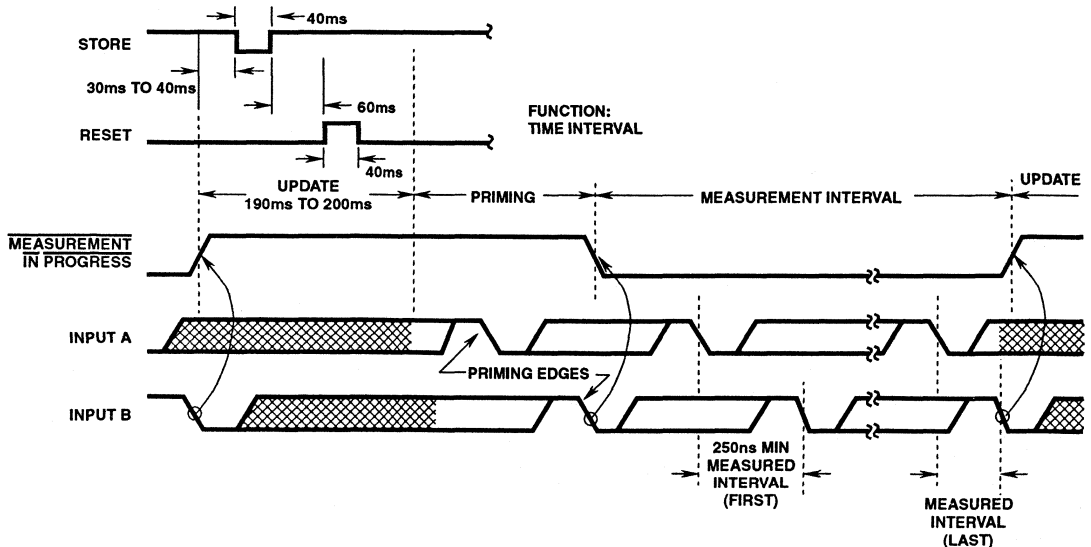 40ms
STORE
30ms TO 40ms
60ms
FUNCTION:
TIME INTERVAL
RESET
40ms
UPDATE
190ms TO 200ms
PRIMING
MEASUREMENT INTERVAL
UPDATE
MEASUREMENT
IN PROGRESS
INPUT A
PRIMING EDGES
INPUT B
250ns MIN
MEASURED
INTERVAL
(FIRST)
MEASURED
INTERVAL
(LAST)